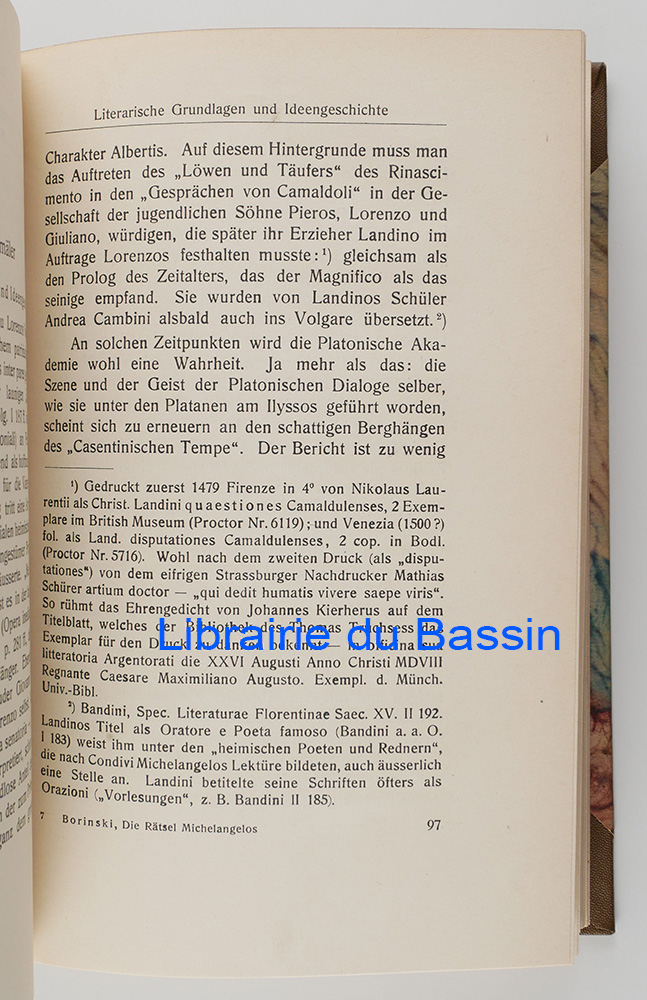 Literarische Grundlagen und Ideengeschichte
Charakter Albertis. Auf diesem Hintergrunde muss man
das Auftreten des „Löwen und Täufers“ des Rinasci-
mento in den „Gesprächen von Camaldoli“ in der Ge-
sellschaft der jugendlichen Söhne Pieros, Lorenzo und
Giuliano, würdigen, die später ihr Erzieher Landino im
Auftrage Lorenzos festhalten musste:¹) gleichsam als
den Prolog des Zeitalters, das der Magnifico als das
seinige empfand. Sie wurden von Landinos Schüler
Andrea Cambini alsbald auch ins Volgare übersetzt.²)
An solchen Zeitpunkten wird die Platonische Aka-
demie wohl eine Wahrheit. Ja mehr als das: die
Szene und der Geist der Platonischen Dialoge selber,
wie sie unter den Platanen am Ilyssos geführt worden,
scheint sich zu erneuern an den schattigen Berghängen
des „Casentinischen Tempe“. Der Bericht ist zu wenig
¹) Gedruckt zuerst 1479 Firenze in 4° von Nikolaus Lau-
rentii als Christ. Landini quaestiones Camaldulenses, 2 Exem-
plare im British Museum (Proctor Nr. 6119); und Venezia (1500 ?)
fol. als Land. disputationes Camaldulenses, 2 cop. in Bodl.
(Proctor Nr. 5716). Wohl nach dem zweiten Druck (als „dispu-
tationes“) von dem eifrigen Strassburger Nachdrucker Mathias
Schürer artium doctor — „qui dedit humatis vivere saepe viris“.
So rühmt das Ehrengedicht von Johannes Kierherus auf dem
Titelblatt, welches der Bibliothek des Thomas Truchsess das
Exemplar für den Druck zu danken bekennt — in officina sua
litteratoria Argentorati die XXVI Augusti Anno Christi MDVIII
Regnante Caesare Maximiliano Augusto. Exempl. d. Münch.
Univ.-Bibl.
²) Bandini, Spec. Literaturae Florentinae Saec. XV. II 192.
Landinos Titel als Oratore e Poeta famoso (Bandini a. a. O.
I 183) weist ihm unter den „heimischen Poeten und Rednern“,
die nach Condivi Michelangelos Lektüre bildeten, auch äusserlich
eine Stelle an. Landini betitelte seine Schriften öfters als
Orazioni („Vorlesungen“, z. B. Bandini II 185).
7 Borinski, Die Rätsel Michelangelos 97
Librairie du Bassin